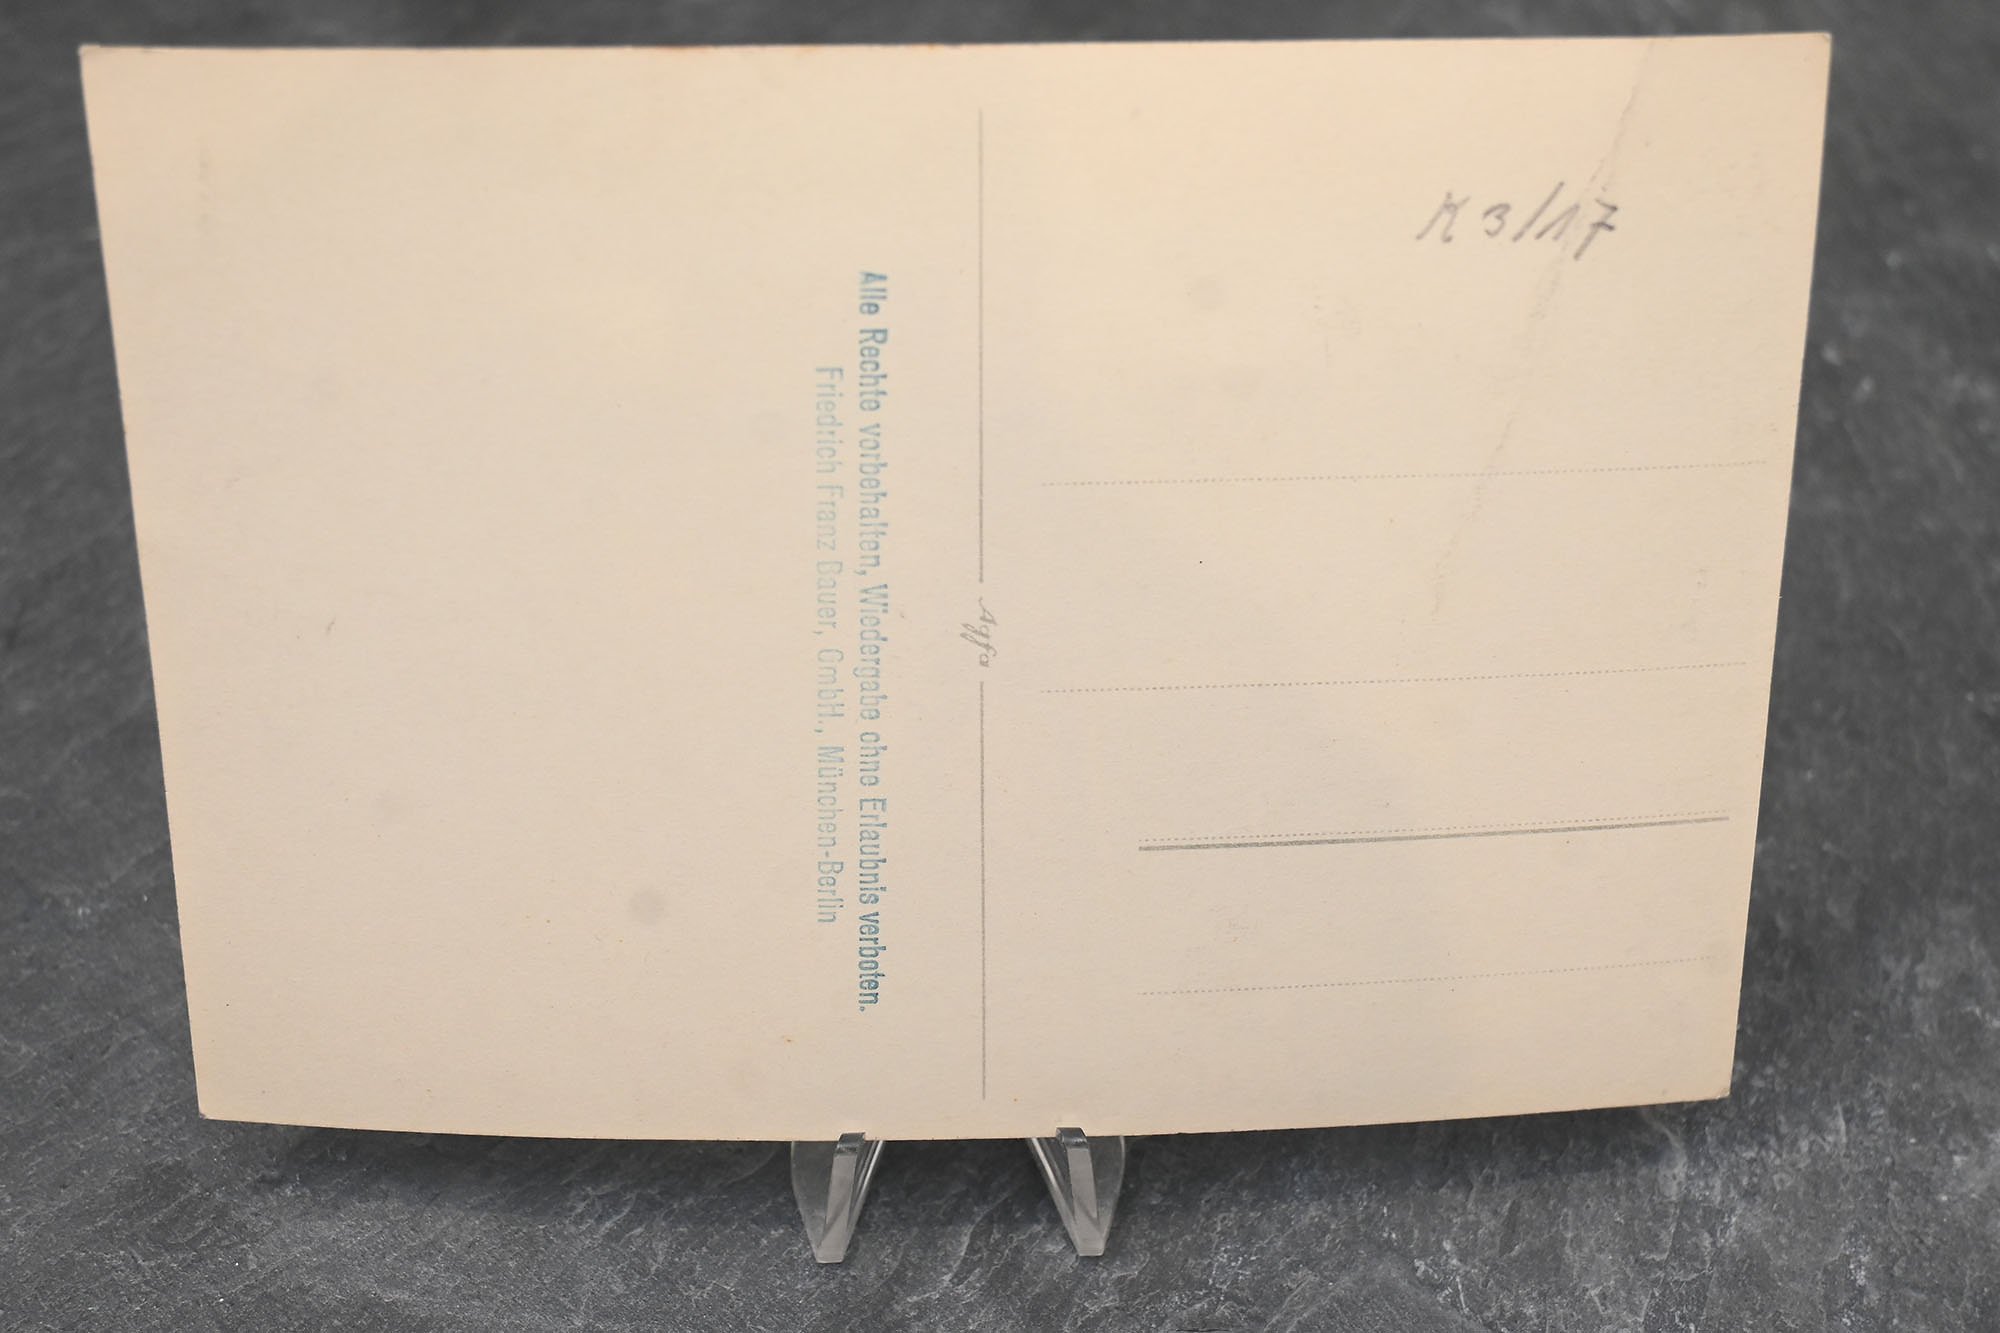 K 3/17
Agfa
Alle Rechte vorbehalten, Wiedergabe ohne Erlaubnis verboten.
Friedrich Franz Bauer, GmbH., München-Berlin